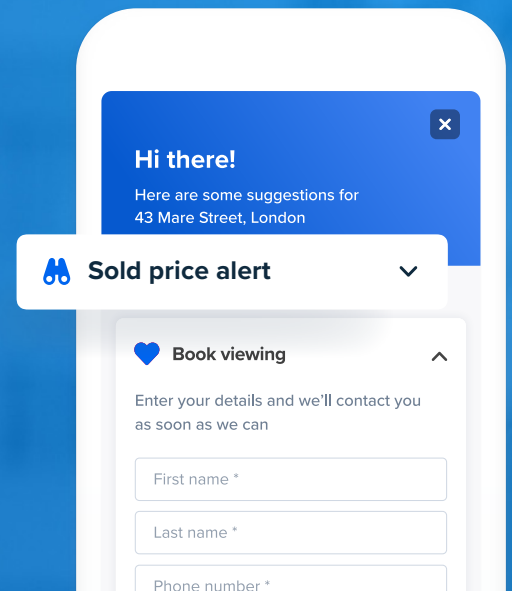 Hi there!
Here are some suggestions for
43 Mare Street, London
Sold price alert
Book viewing
Enter your details and we'll contact you
as soon as we can
First name *
Last name *
Phone number *